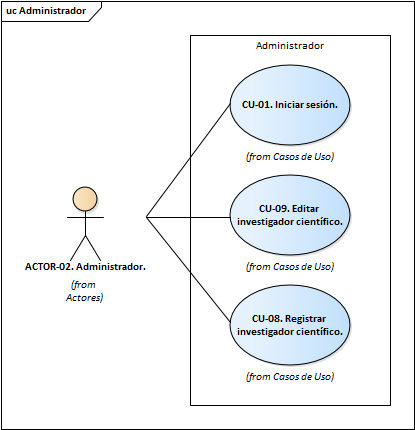 uc Administrador
Administrador
CU-01. Iniciar sesión.
(from Casos de Uso)
CU-09. Editar
investigador científico.
(from Casos de Uso)
ACTOR-02. Administrador.
(from
Actores)
CU-08. Registrar
investigador científico.
(from Casos de Uso)